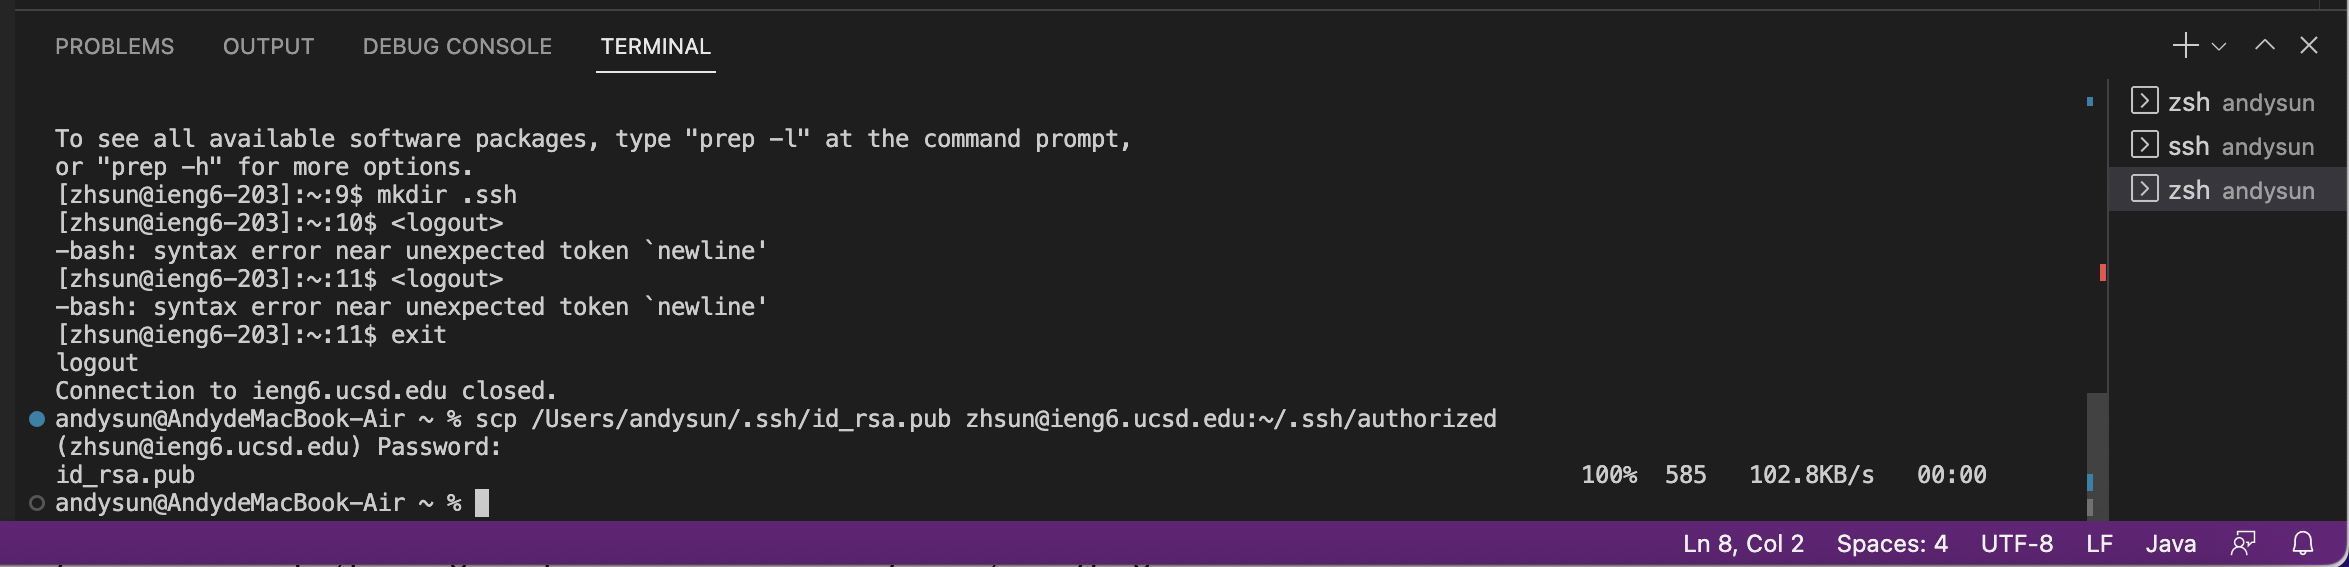 PROBLEMS OUTPUT DEBUG CONSOLE TERMINAL
To see all available software packages, type "prep -l" at the command prompt,
or "prep -h" for more options.
[zhsun@ieng6-203]:~:9$ mkdir .ssh
[zhsun@ieng6-203]:~:10$ <logout>
-bash: syntax error near unexpected token `newline'
[zhsun@ieng6-203]:~:11$ <logout>
-bash: syntax error near unexpected token `newline'
[zhsun@ieng6-203]:~:11$ exit
logout
Connection to ieng6.ucsd.edu closed.
andysun@AndydeMacBook-Air ~ % scp /Users/andysun/.ssh/id_rsa.pub zhsun@ieng6.ucsd.edu:~/.ssh/authorized
(zhsun@ieng6.ucsd.edu) Password:
id_rsa.pub 100% 585 102.8KB/s 00:00
andysun@AndydeMacBook-Air ~ %
zsh andysun
ssh andysun
zsh andysun
Ln 8, Col 2 Spaces: 4 UTF-8 LF Java